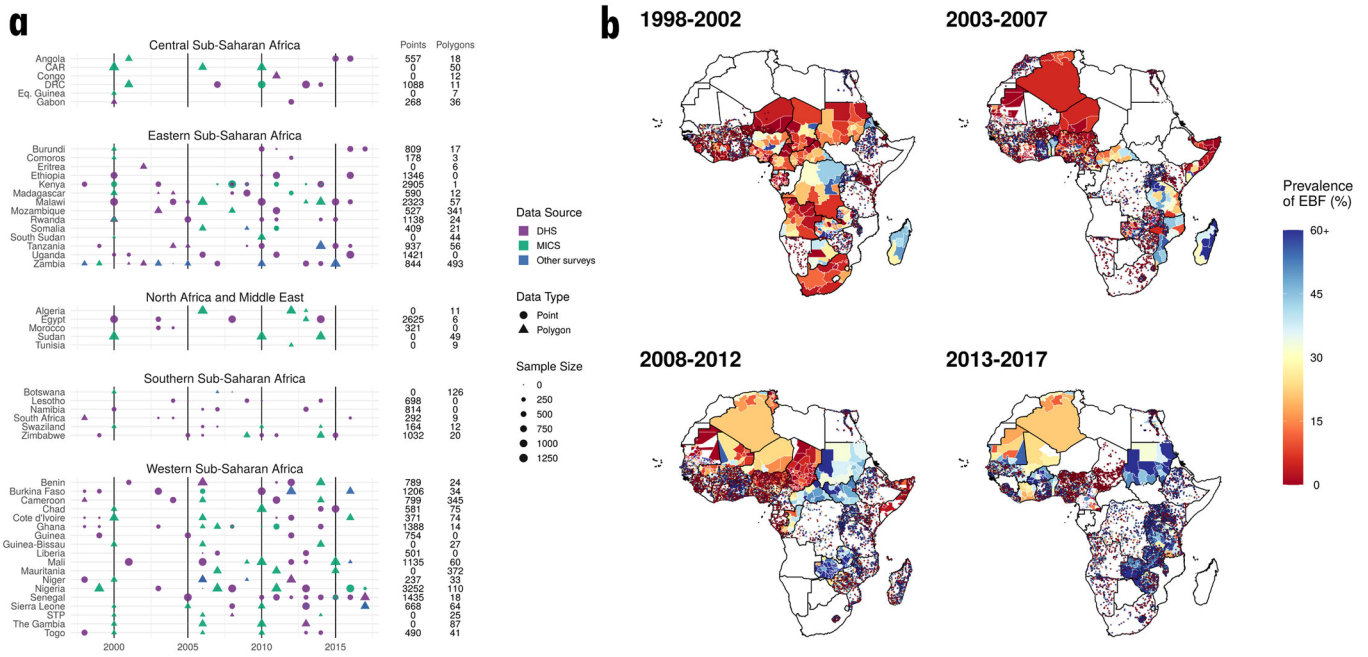 a
Points Polygons
Central Sub-Saharan Africa
Angola 557 18
CAR 0 50
Congo 0 12
DRC 1088 11
Eq. Guinea 0 7
Gabon 268 36
Eastern Sub-Saharan Africa
Burundi 809 17
Comoros 178 3
Eritrea 0 6
Ethiopia 1346 0
Kenya 2905 1
Madagascar 590 12
Malawi 2323 57
Mozambique 527 341
Rwanda 1138 24
Somalia 409 21
South Sudan 0 44
Tanzania 937 56
Uganda 1421 0
Zambia 844 493
North Africa and Middle East
Algeria 0 11
Egypt 2625 6
Morocco 321 0
Sudan 0 49
Tunisia 0 9
Southern Sub-Saharan Africa
Botswana 0 126
Lesotho 698 0
Namibia 814 0
South Africa 292 9
Swaziland 164 12
Zimbabwe 1032 20
Western Sub-Saharan Africa
Benin 789 24
Burkina Faso 1206 34
Cameroon 799 345
Chad 581 75
Cote d'Ivoire 371 74
Ghana 1388 14
Guinea 754 0
Guinea-Bissau 0 27
Liberia 501 0
Mali 1135 60
Mauritania 0 372
Niger 237 33
Nigeria 3252 110
Senegal 1435 18
Sierra Leone 668 64
STP 0 25
The Gambia 0 87
Togo 490 41
2000 2005 2010 2015
Data Source
DHS
MICS
Other surveys
Data Type
Point
Polygon
Sample Size
0
250
500
750
1000
1250
b
1998-2002
2003-2007
2008-2012
2013-2017
Prevalence
of EBF (%)
60+
45
30
15
0